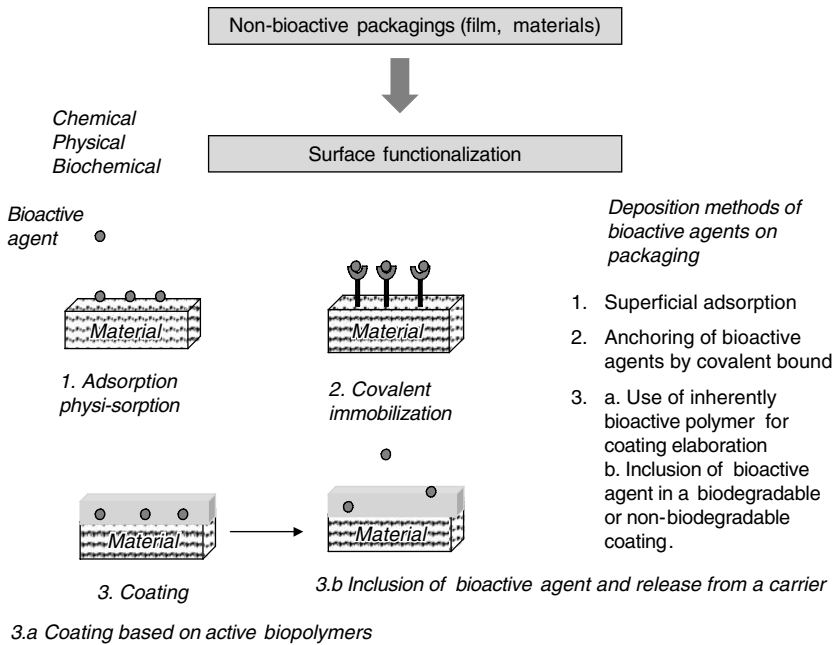 Non-bioactive packagings (film, materials)
Chemical
Physical
Biochemical
Surface functionalization
Bioactive
agent
Material
1. Adsorption
physi-sorption
Material
2. Covalent
immobilization
Deposition methods of
bioactive agents on
packaging
1. Superficial adsorption
2. Anchoring of bioactive
agents by covalent bound
3. a. Use of inherently
bioactive polymer for
coating elaboration
b. Inclusion of bioactive
agent in a biodegradable
or non-biodegradable
coating.
Material
3. Coating
Material
3.b Inclusion of bioactive agent and release from a carrier
3.a Coating based on active biopolymers